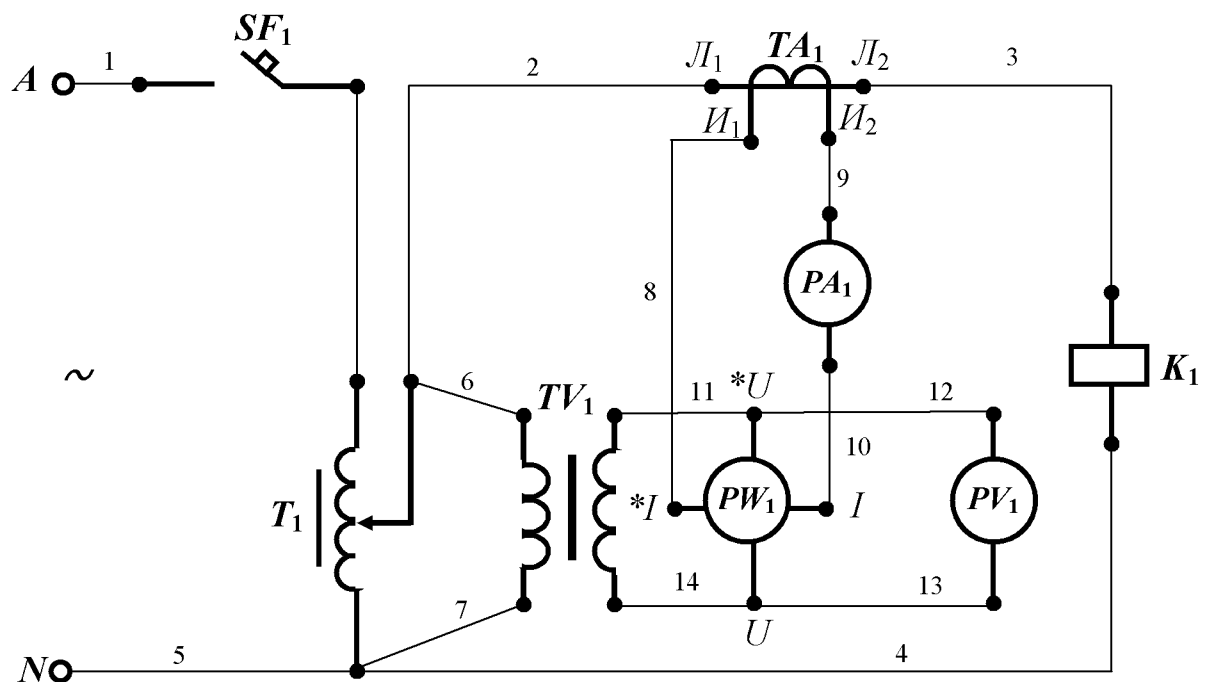 SF₁
1
A
2
Л₁
TA₁
Л₂
3
И₁
И₂
9
8
PA₁
~
6
TV₁
11
*U
12
K₁
10
T₁
*I
PW₁
I
PV₁
7
14
13
U
5
4
N